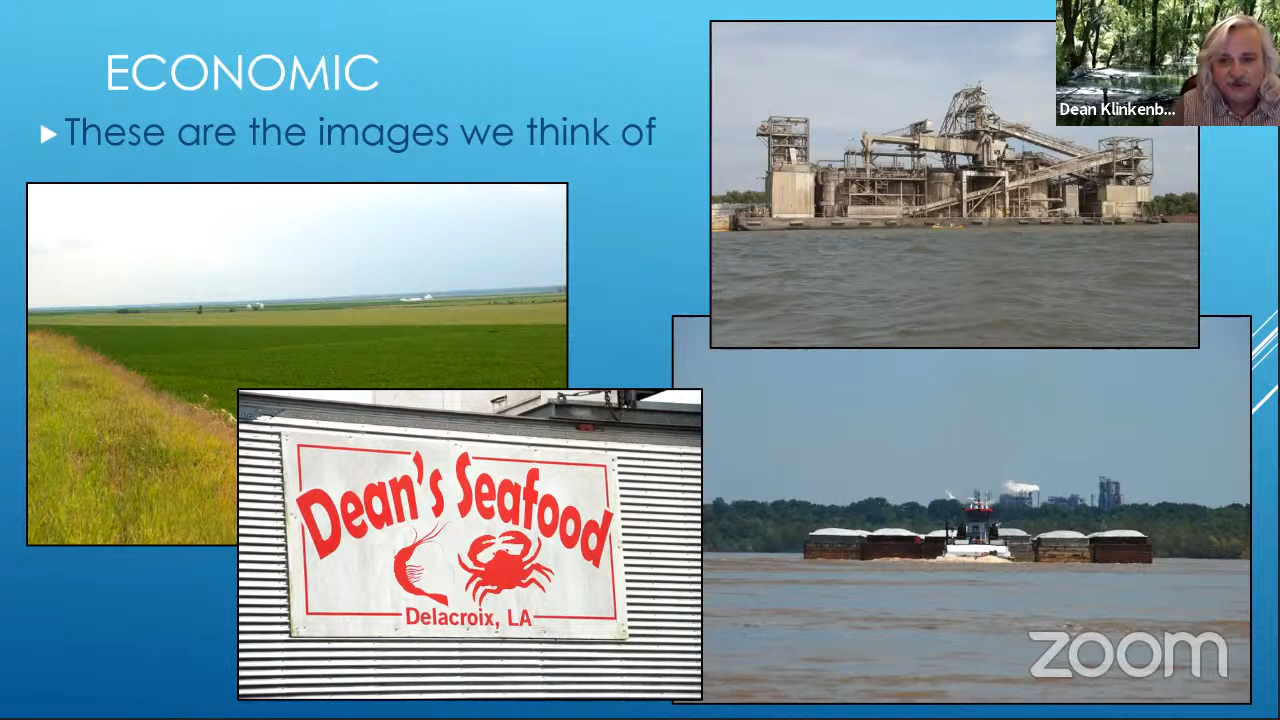 ECONOMIC
These are the images we think of
Dean Klinkenb...
Dean's Seafood
Delacroix, LA
zoom